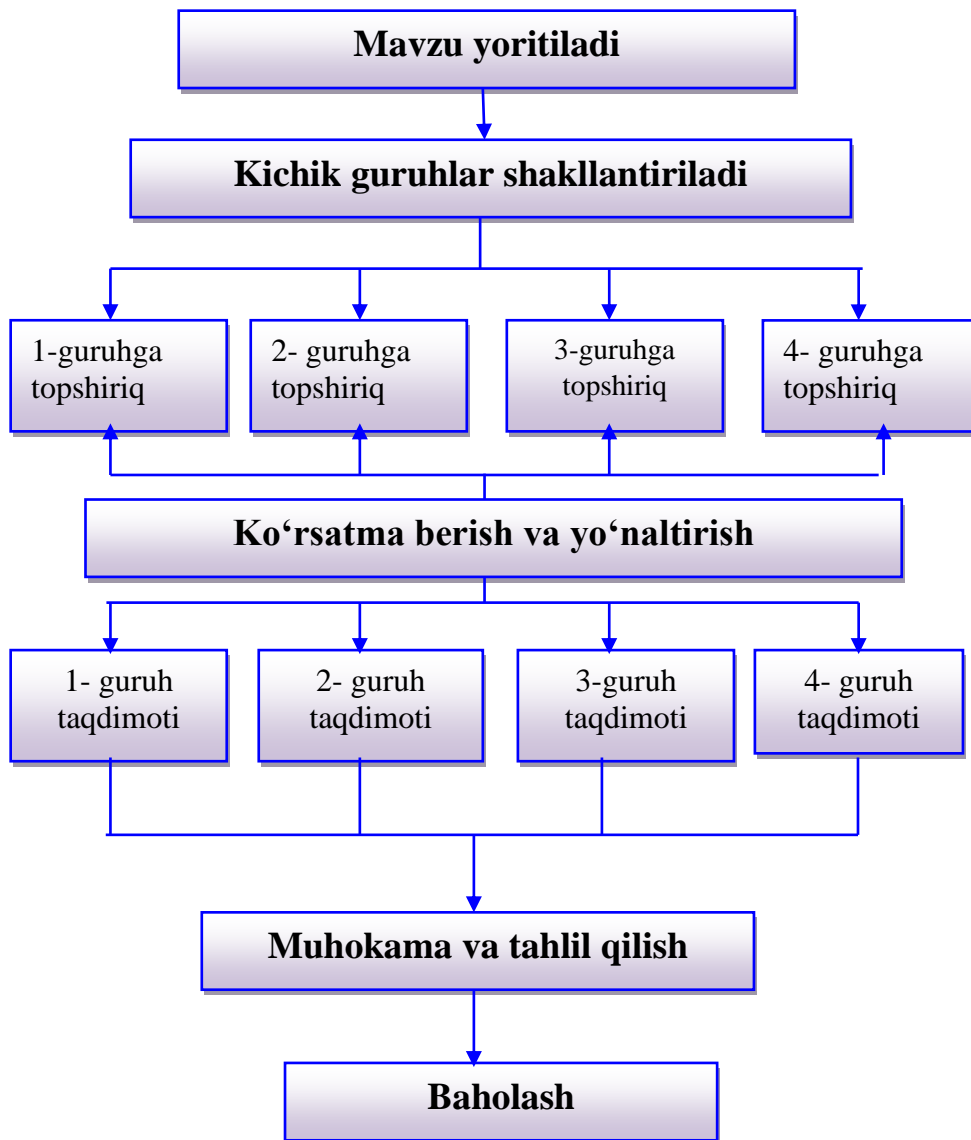 Mavzu yoritiladi
Kichik guruhlar shakllantiriladi
1-guruhga
topshiriq
2- guruhga
topshiriq
3-guruhga
topshiriq
4- guruhga
topshiriq
Ko‘rsatma berish va yo‘naltirish
1- guruh
taqdimoti
2- guruh
taqdimoti
3-guruh
taqdimoti
4- guruh
taqdimoti
Muhokama va tahlil qilish
Baholash